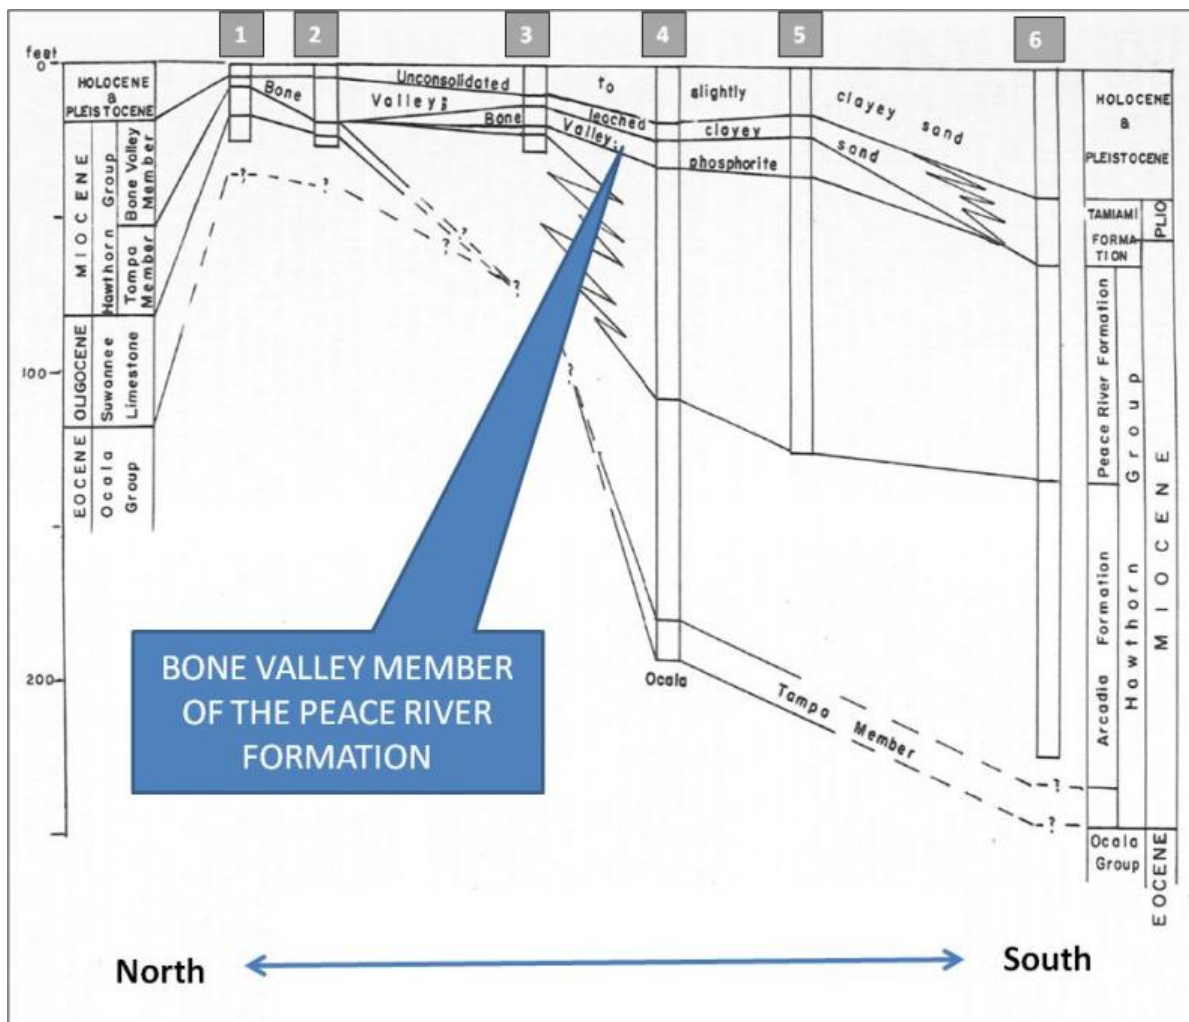 1 2 3 4 5 6
feet
0
100
200
HOLOCENE
&
PLEISTOCENE
MIOCENE
Hawthorn Group
Bone Valley
Member
Tampa
Member
OLIGOCENE
Suwannee
Limestone
EOCENE
Ocala
Group
Unconsolidated to slightly clayey sand
Bone Valley; leached clayey sand
Bone Valley; phosphorite
?
?
?
?
?
?
Ocala
Tampa Member
?
?
BONE VALLEY MEMBER
OF THE PEACE RIVER
FORMATION
HOLOCENE
&
PLEISTOCENE
TAMIAMI
FORMA-
TION
PLIO
Peace River Formation
Arcadia Formation
Hawthorn Group
MIOCENE
Ocala
Group
EOCENE
North
South